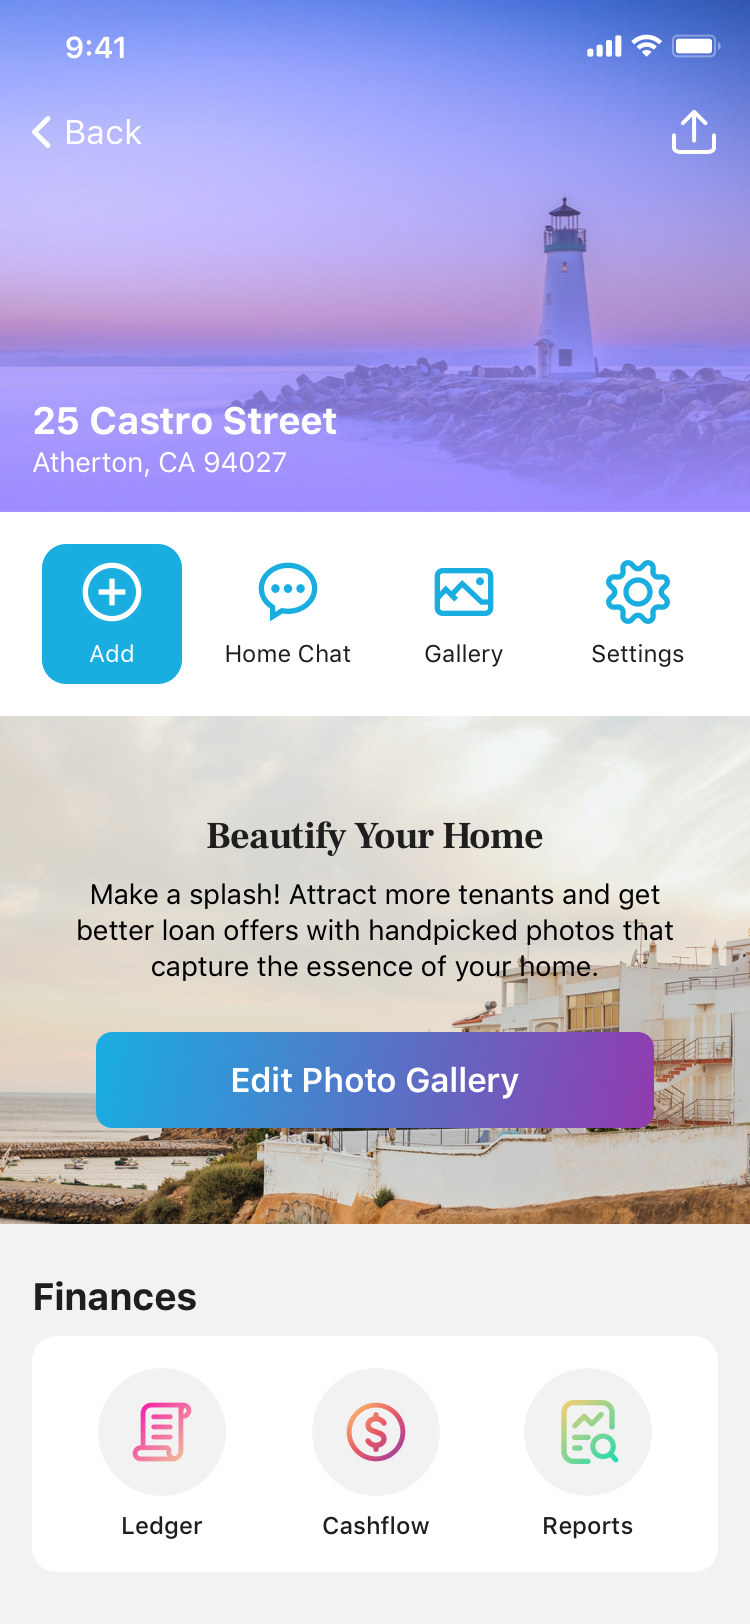 9:41
Back
25 Castro Street
Atherton, CA 94027
Add
Home Chat
Gallery
Settings
Beautify Your Home
Make a splash! Attract more tenants and get
better loan offers with handpicked photos that
capture the essence of your home.
Edit Photo Gallery
Finances
Ledger
Cashflow
Reports